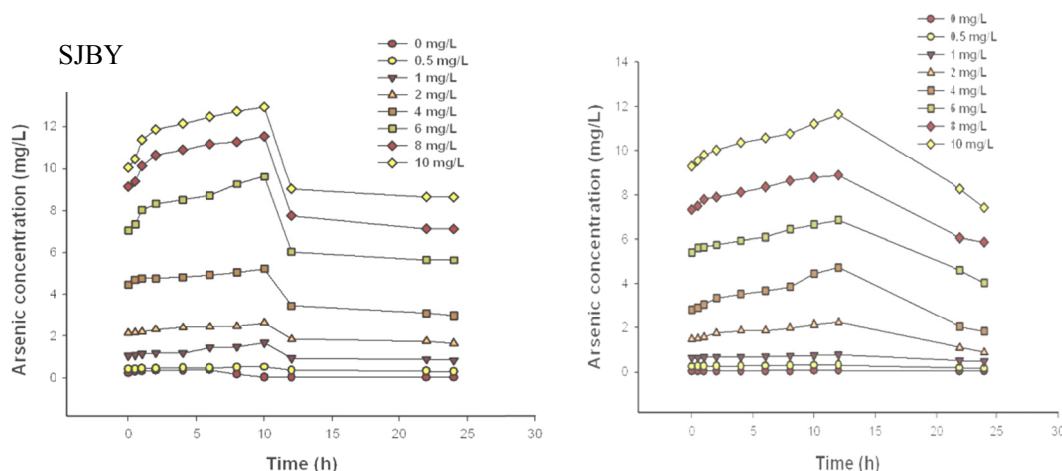 SJBY
0 mg/L
0.5 mg/L
1 mg/L
2 mg/L
4 mg/L
6 mg/L
8 mg/L
10 mg/L
Arsenic concentration (mg/L)
12
10
8
6
4
2
0
0 5 10 15 20 25 30
Time (h)
0 mg/L
0.5 mg/L
1 mg/L
2 mg/L
4 mg/L
6 mg/L
8 mg/L
10 mg/L
Arsenic concentration (mg/L)
14
12
10
8
6
4
2
0
0 5 10 15 20 25 30
Time (h)